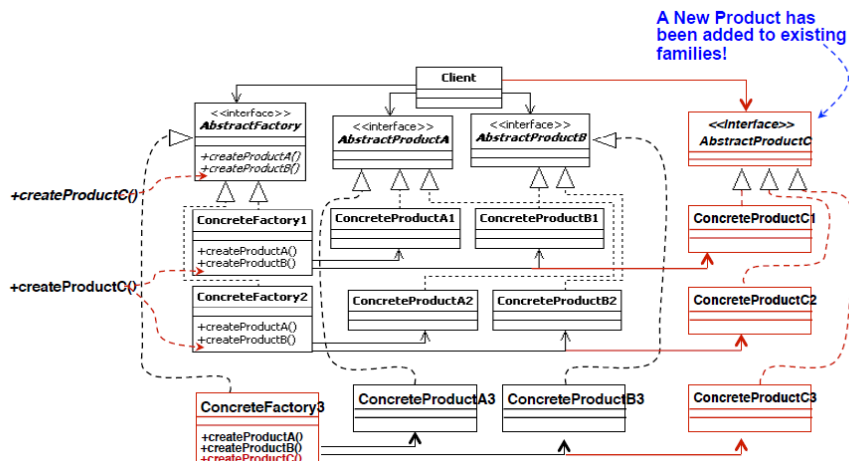 A New Product has
been added to existing
families!
Client
<<interface>>
AbstractFactory
+createProductA()
+createProductB()
<<interface>>
AbstractProductA
<<interface>>
AbstractProductB
<<interface>>
AbstractProductC
+createProductC()
ConcreteFactory1
+createProductA()
+createProductB()
ConcreteProductA1
ConcreteProductB1
ConcreteProductC1
+createProductC()
ConcreteFactory2
+createProductA()
+createProductB()
ConcreteProductA2
ConcreteProductB2
ConcreteProductC2
ConcreteFactory3
+createProductA()
+createProductB()
+createProductC()
ConcreteProductA3
ConcreteProductB3
ConcreteProductC3